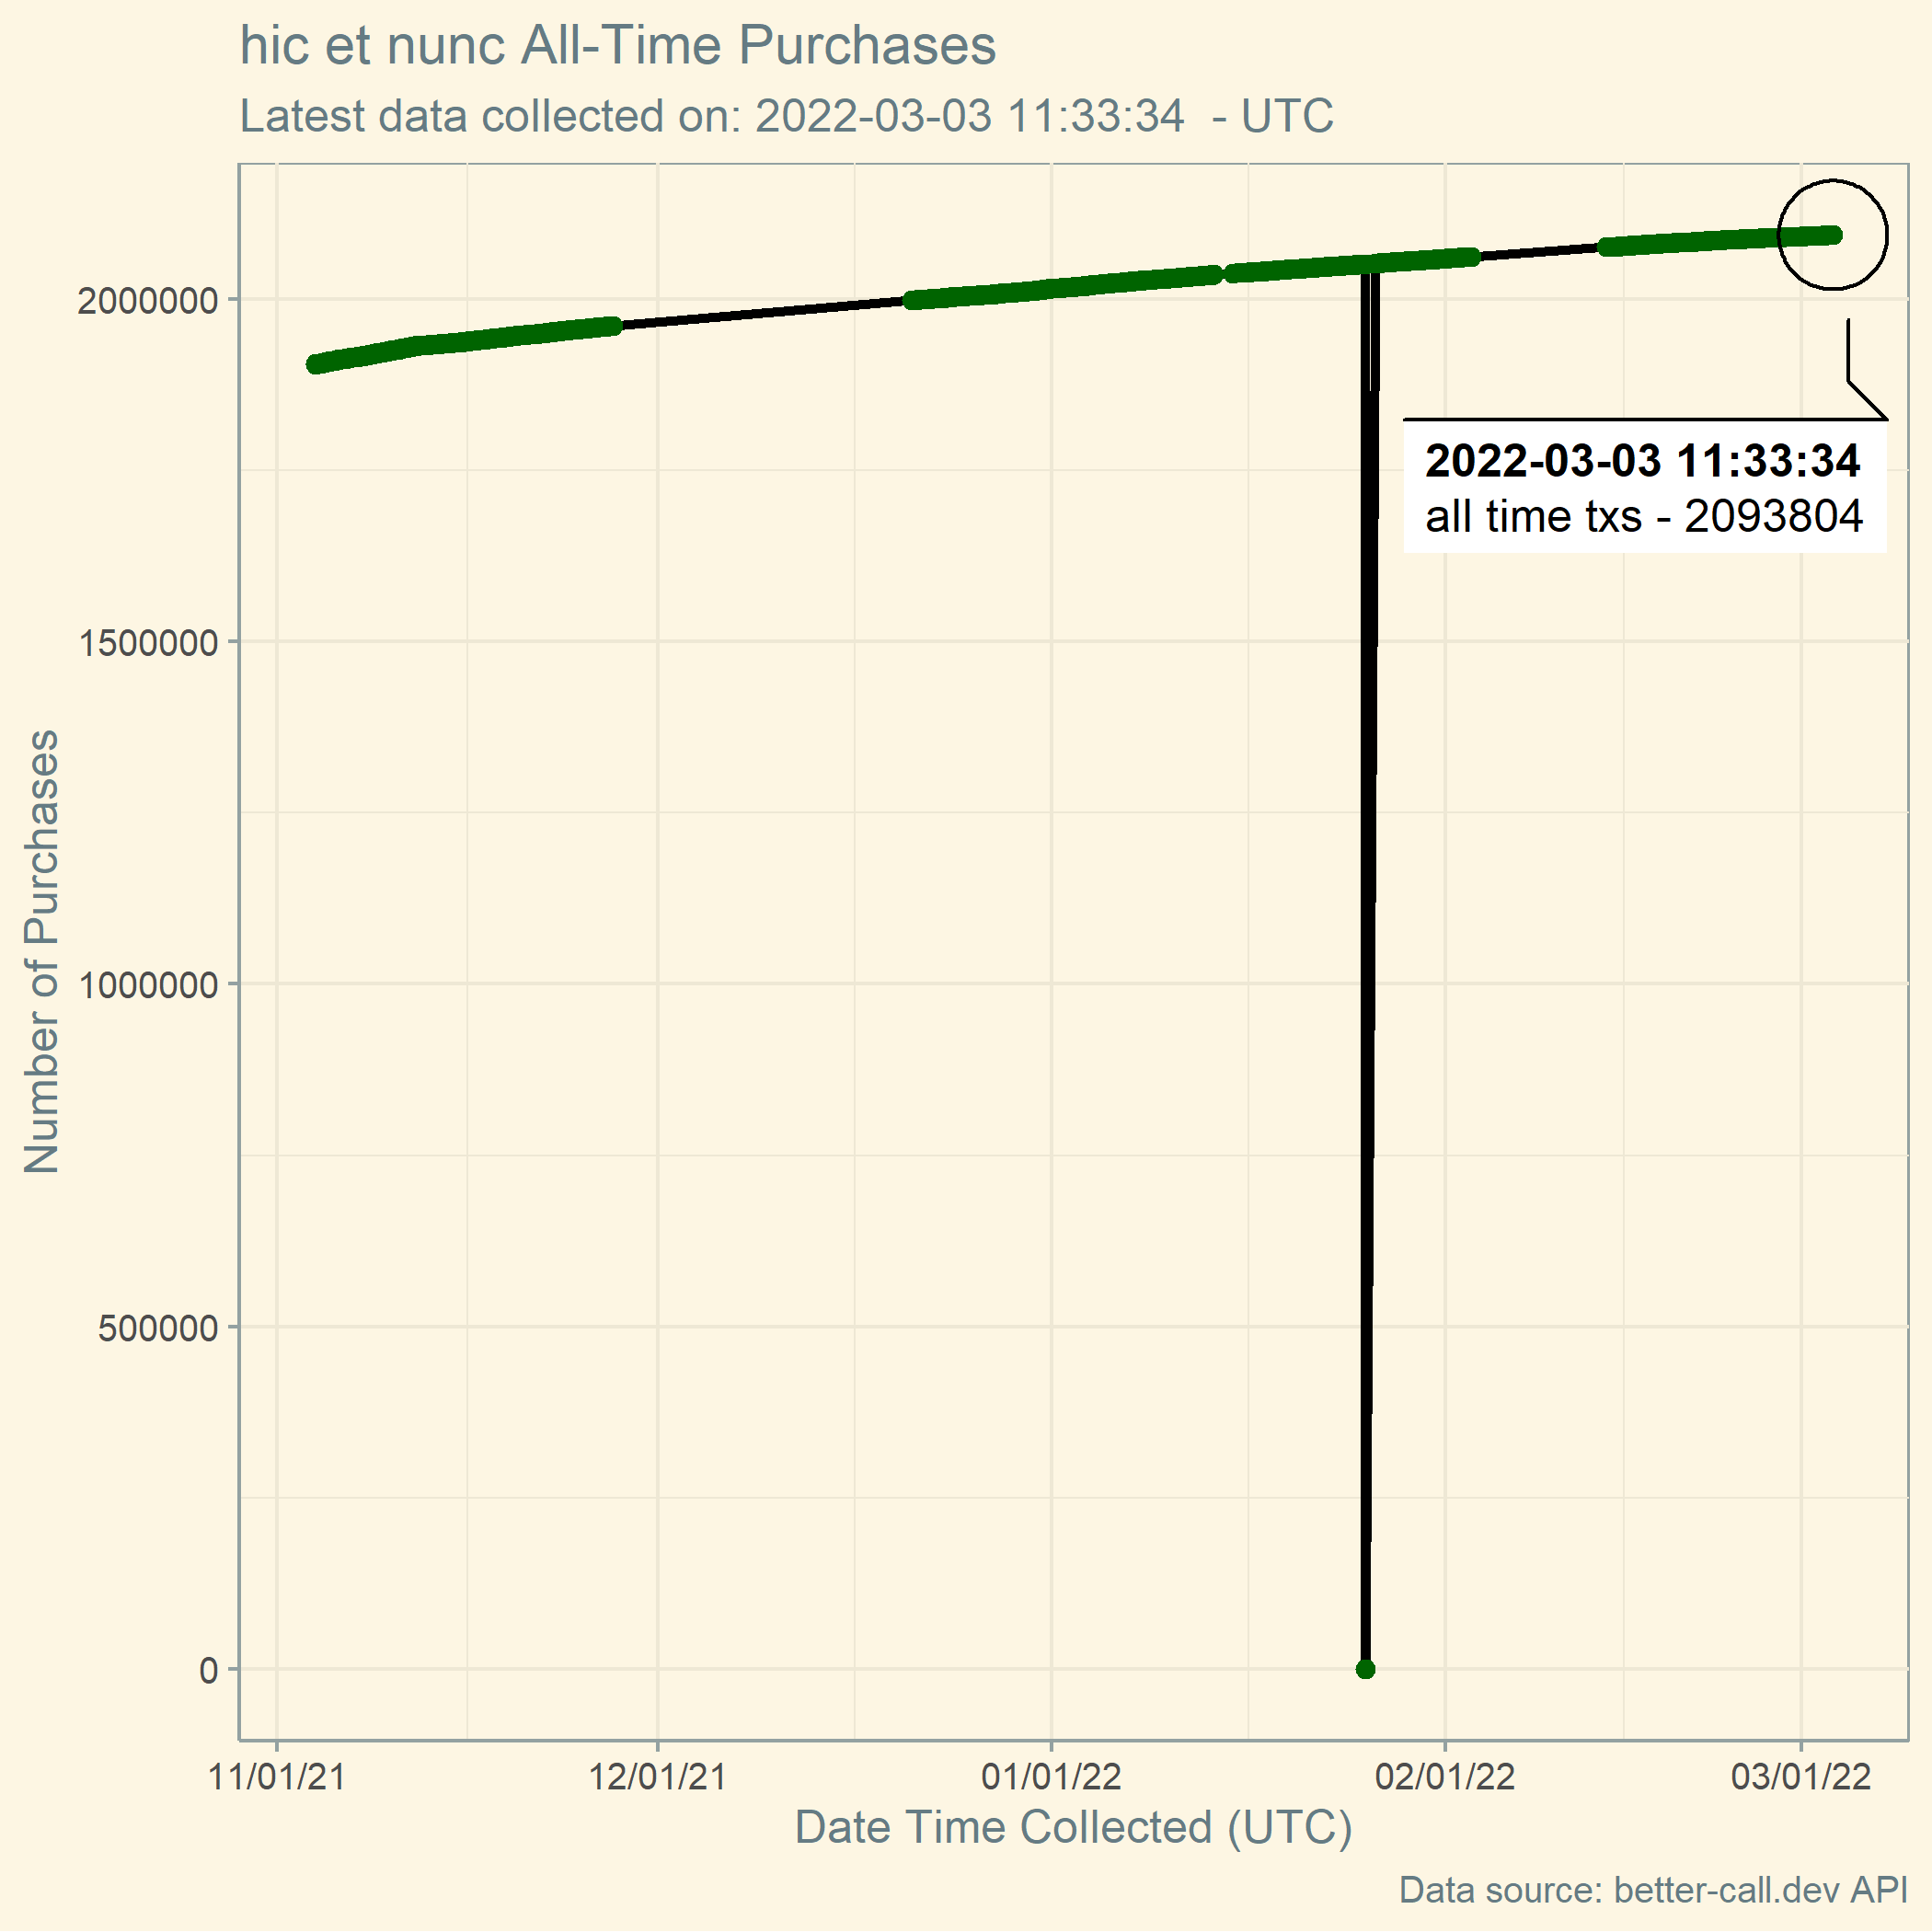 hic et nunc All-Time Purchases
Latest data collected on: 2022-03-03 11:33:34  - UTC
Number of Purchases
2000000
1500000
1000000
500000
0
2022-03-03 11:33:34
all time txs - 2093804
11/01/21
12/01/21
01/01/22
02/01/22
03/01/22
Date Time Collected (UTC)
Data source: better-call.dev API